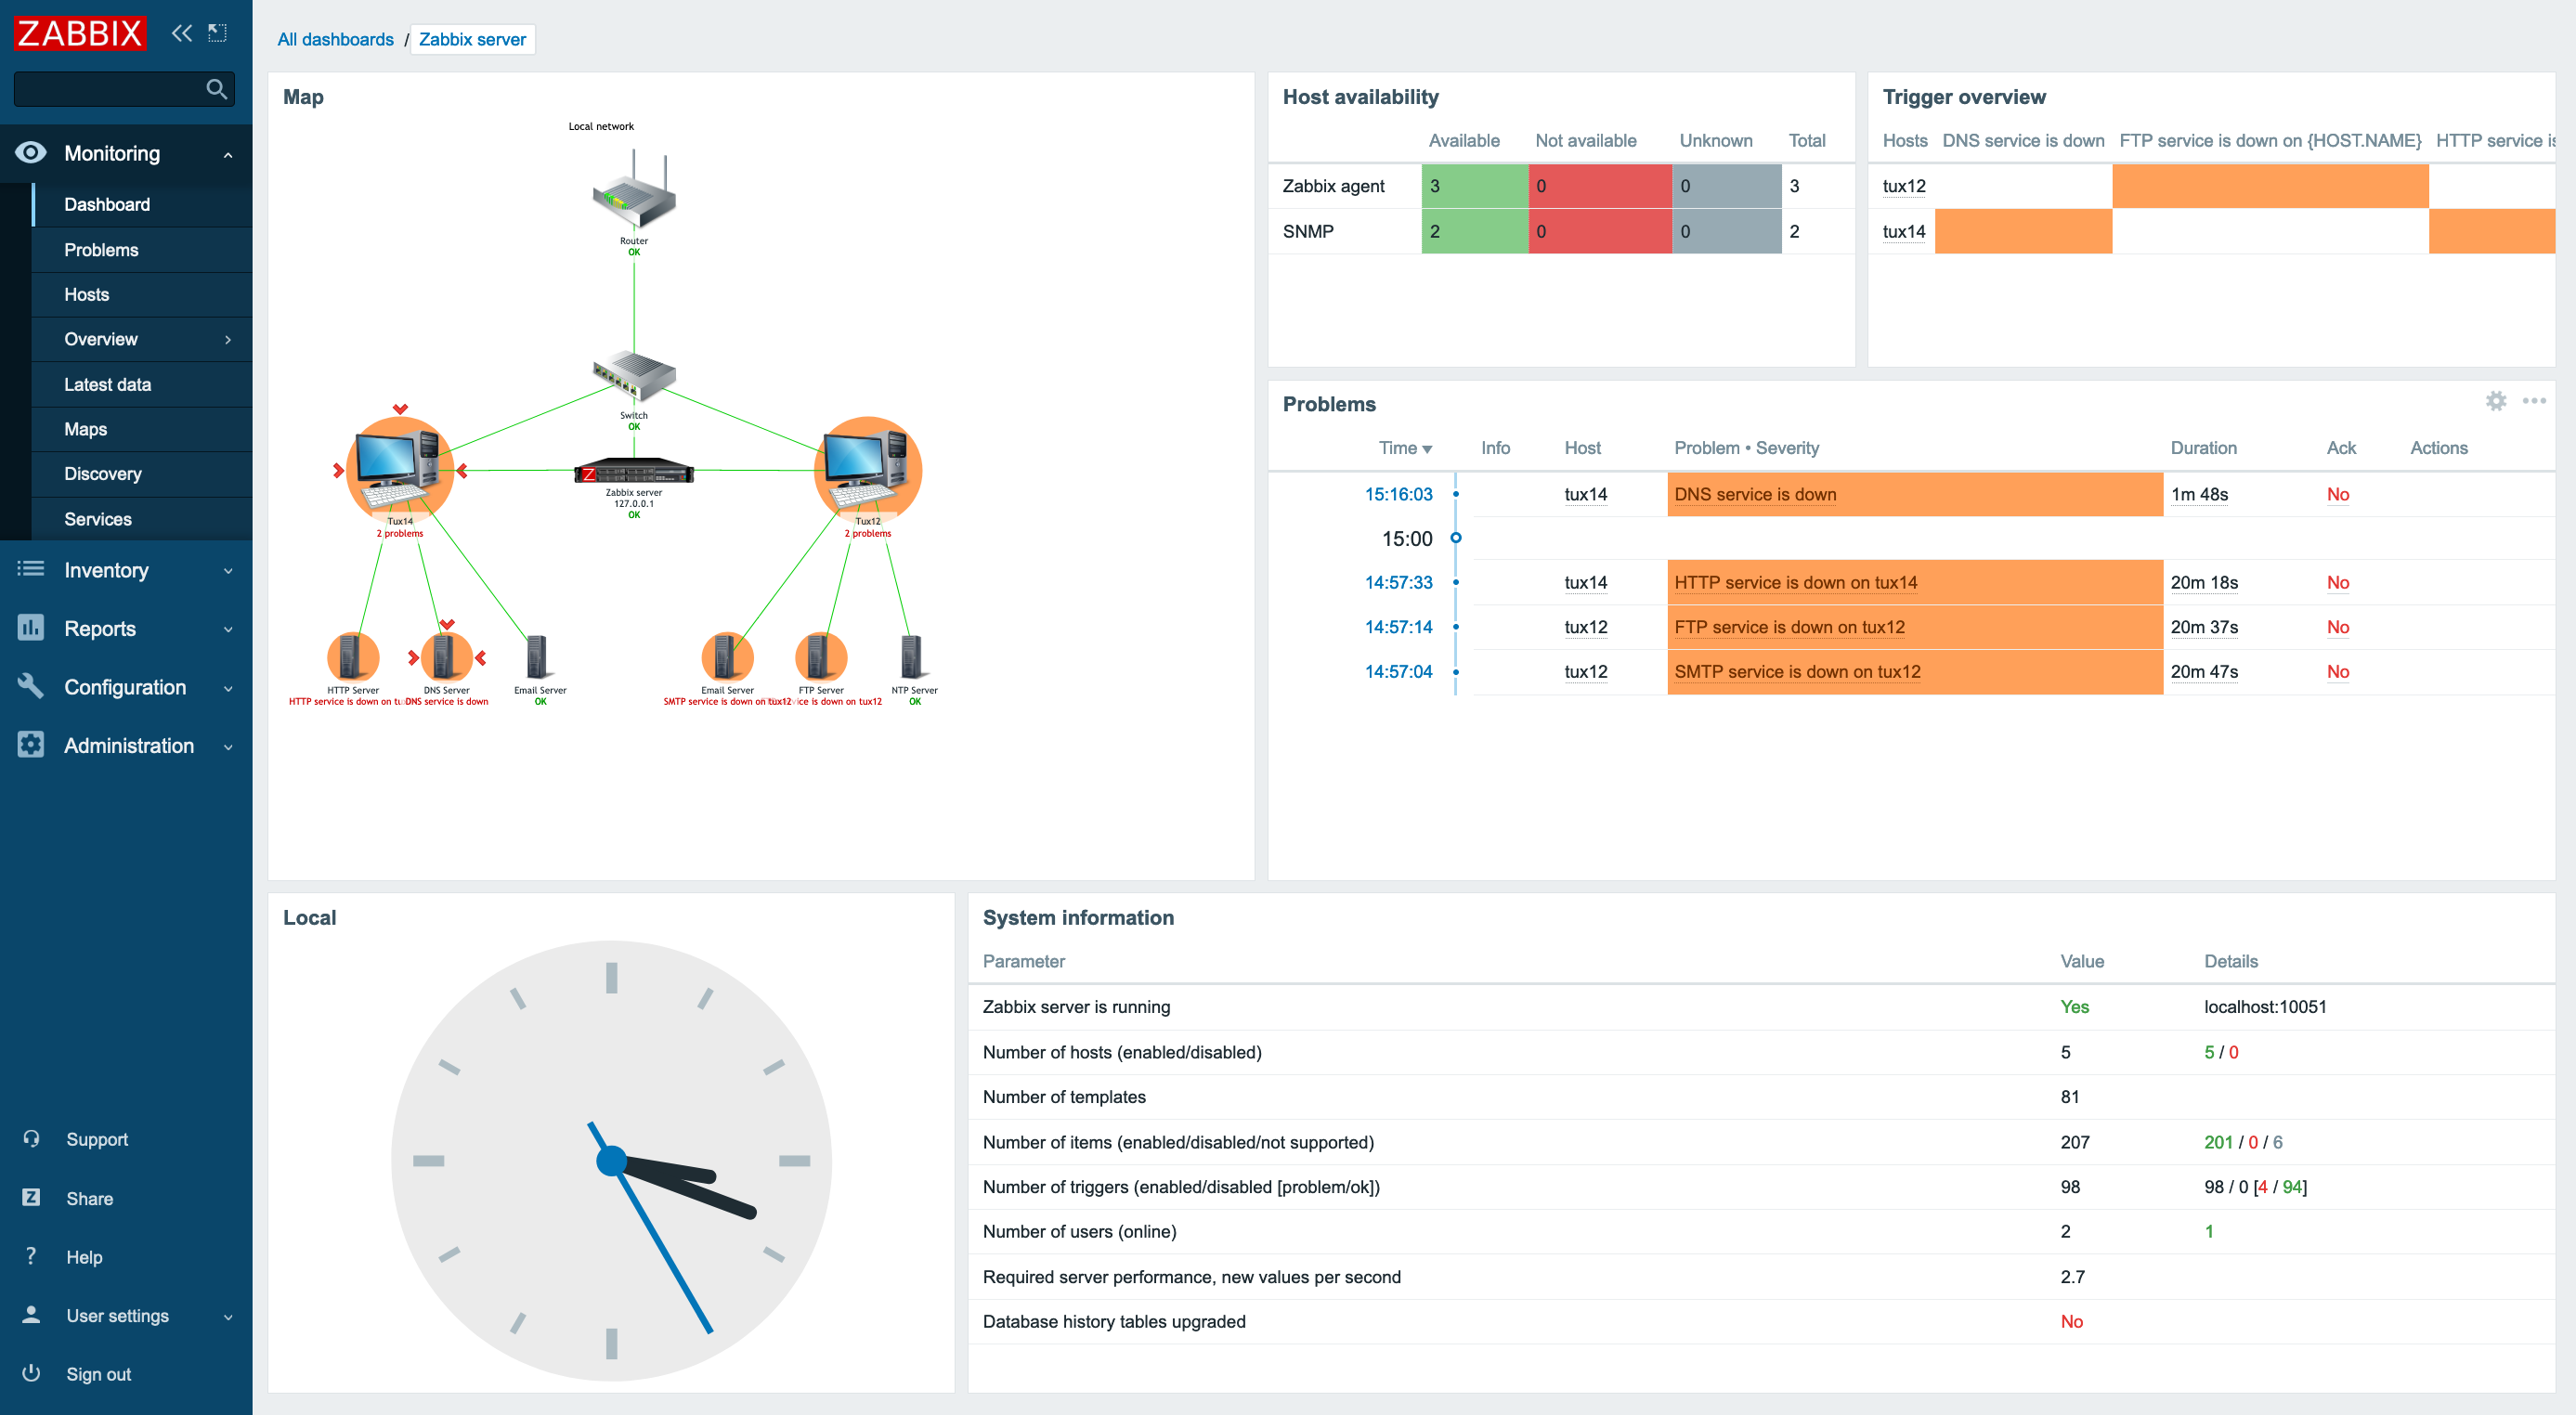 ZABBIX
Monitoring
Dashboard
Problems
Hosts
Overview
Latest data
Maps
Discovery
Services
Inventory
Reports
Configuration
Administration
Support
Z Share
? Help
User settings
Sign out
All dashboards / Zabbix server
Map
Local network
Router
OK
Switch
OK
Z
Zabbix server
127.0.0.1
OK
Tux14
2 problems
Tux12
2 problems
HTTP Server
HTTP service is down on
DNS Server
DNS service is down
Email Server
OK
Email Server
SMTP service is down on tux12
FTP Server
is down on tux12
NTP Server
OK
Host availability
Available Not available Unknown Total
Zabbix agent 3 0 0 3
SNMP 2 0 0 2
Trigger overview
Hosts DNS service is down FTP service is down on {HOST.NAME} HTTP service is
tux12
tux14
Problems
Time Info Host Problem • Severity Duration Ack Actions
15:16:03 tux14 DNS service is down 1m 48s No
15:00
14:57:33 tux14 HTTP service is down on tux14 20m 18s No
14:57:14 tux12 FTP service is down on tux12 20m 37s No
14:57:04 tux12 SMTP service is down on tux12 20m 47s No
Local
System information
Parameter Value Details
Zabbix server is running Yes localhost:10051
Number of hosts (enabled/disabled) 5 5 / 0
Number of templates 81
Number of items (enabled/disabled/not supported) 207 201 / 0 / 6
Number of triggers (enabled/disabled [problem/ok]) 98 98 / 0 [4 / 94]
Number of users (online) 2 1
Required server performance, new values per second 2.7
Database history tables upgraded No